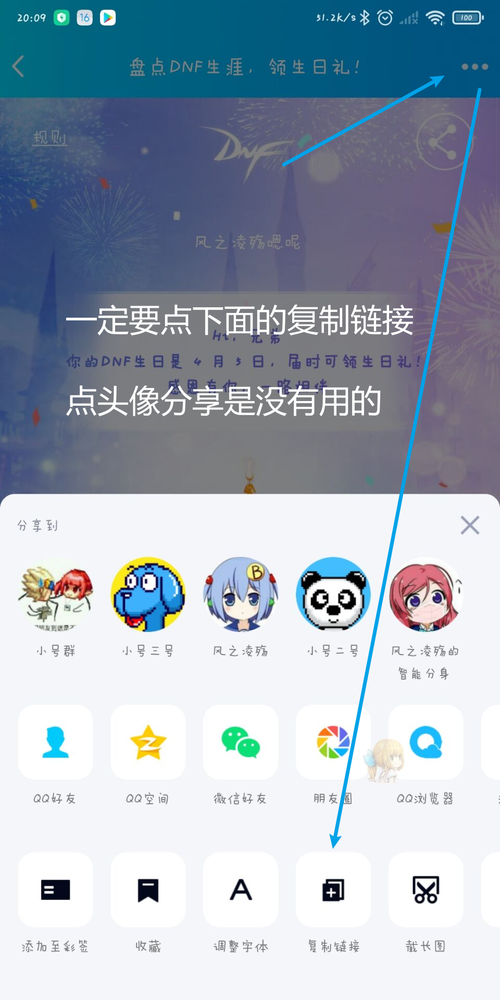 20:09
16
51.2K/s
100
盘点DNF生涯，领生日礼！
规则
DNF
风之凌殇嗯呢
一定要点下面的复制链接
Hi，兄弟
你的DNF生日是 4 月 5 日，届时可领生日礼！
感恩有你，一路相伴
点头像分享是没有用的
分享到
B
小号群
小号三号
风之凌殇
小号二号
风之凌殇的
智能分身
QQ好友
QQ空间
微信好友
朋友圈
QQ浏览器
添加至彩签
收藏
A
调整字体
复制链接
截长图